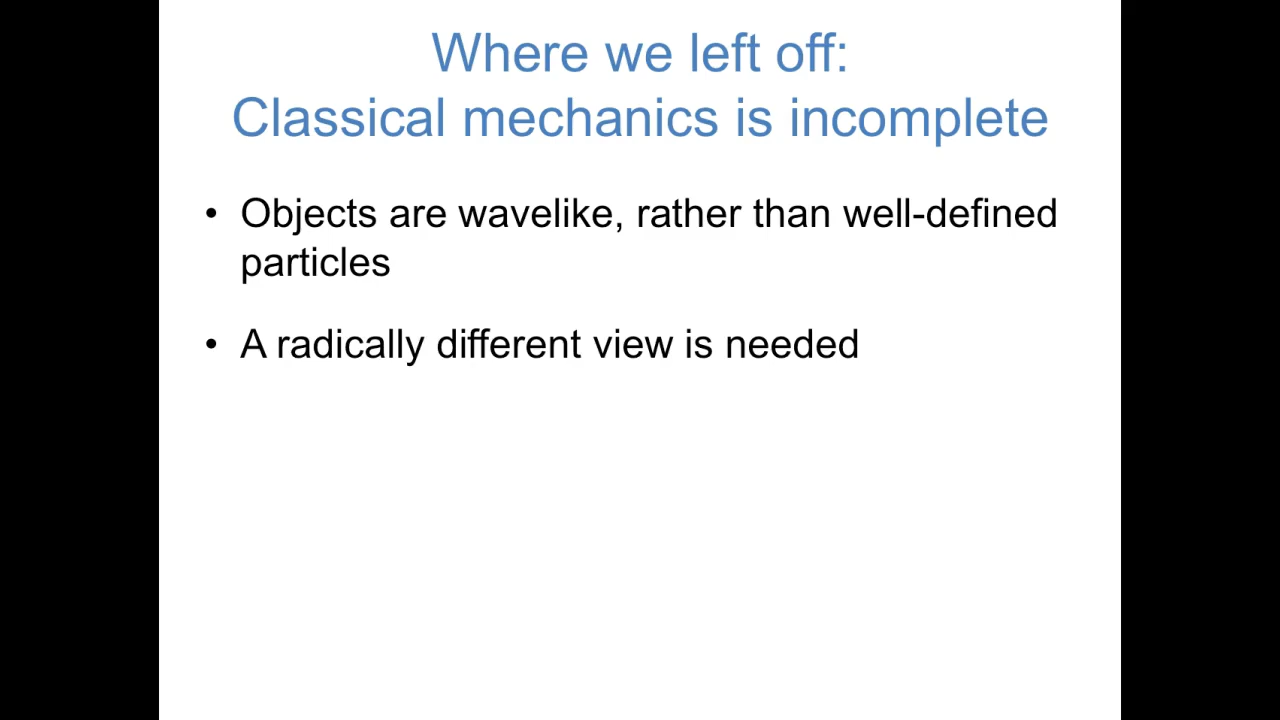 Where we left off:
Classical mechanics is incomplete
• Objects are wavelike, rather than well-defined
particles
• A radically different view is needed